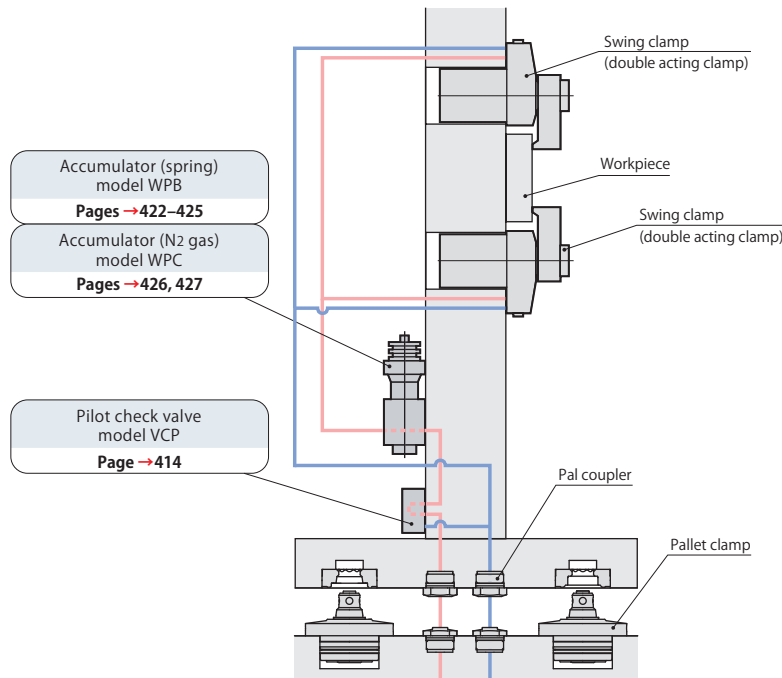 Swing clamp
(double acting clamp)
Accumulator (spring)
model WPB
Pages →422–425
Workpiece
Accumulator (N2 gas)
model WPC
Pages →426, 427
Swing clamp
(double acting clamp)
Pilot check valve
model VCP
Page →414
Pal coupler
Pallet clamp